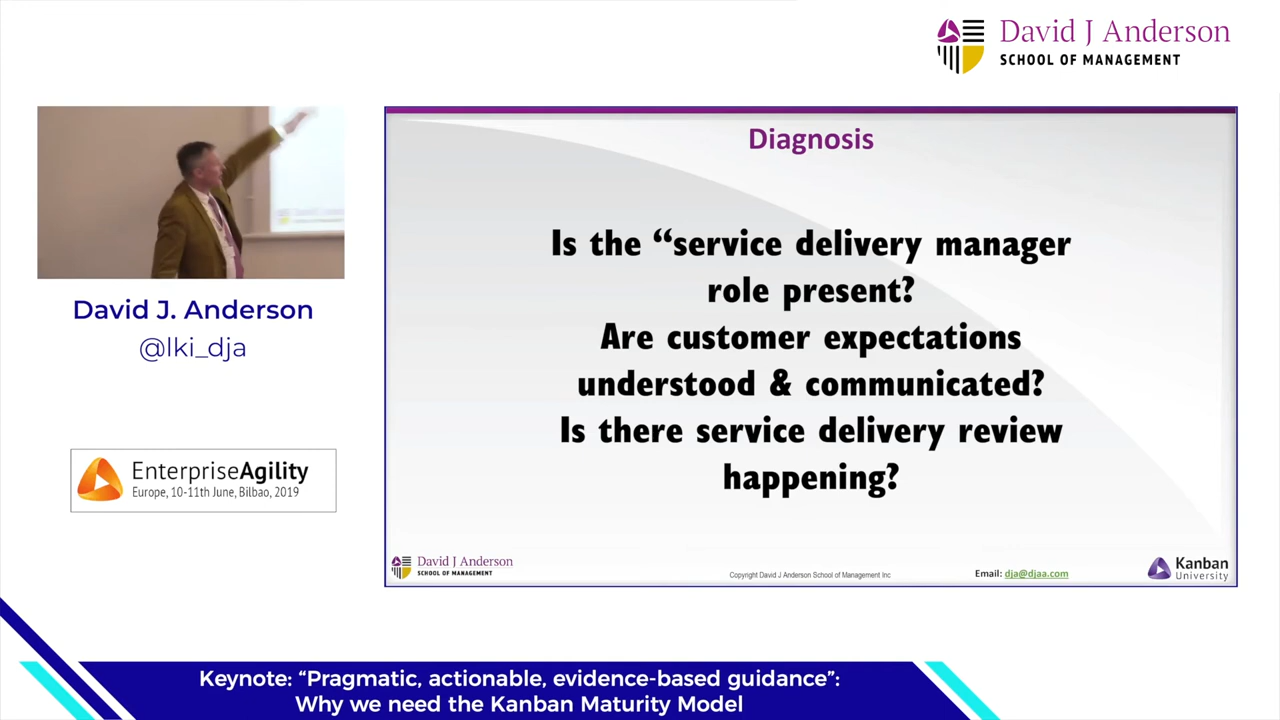 David J Anderson
SCHOOL OF MANAGEMENT
David J. Anderson
@lki_dja
EnterpriseAgility
Europe, 10-11th June, Bilbao, 2019
Diagnosis
Is the “service delivery manager
role present?
Are customer expectations
understood & communicated?
Is there service delivery review
happening?
David J Anderson
SCHOOL OF MANAGEMENT
Copyright David J Anderson School of Management Inc
Email: dja@djaa.com
Kanban
University
Keynote: “Pragmatic, actionable, evidence-based guidance”:
Why we need the Kanban Maturity Model